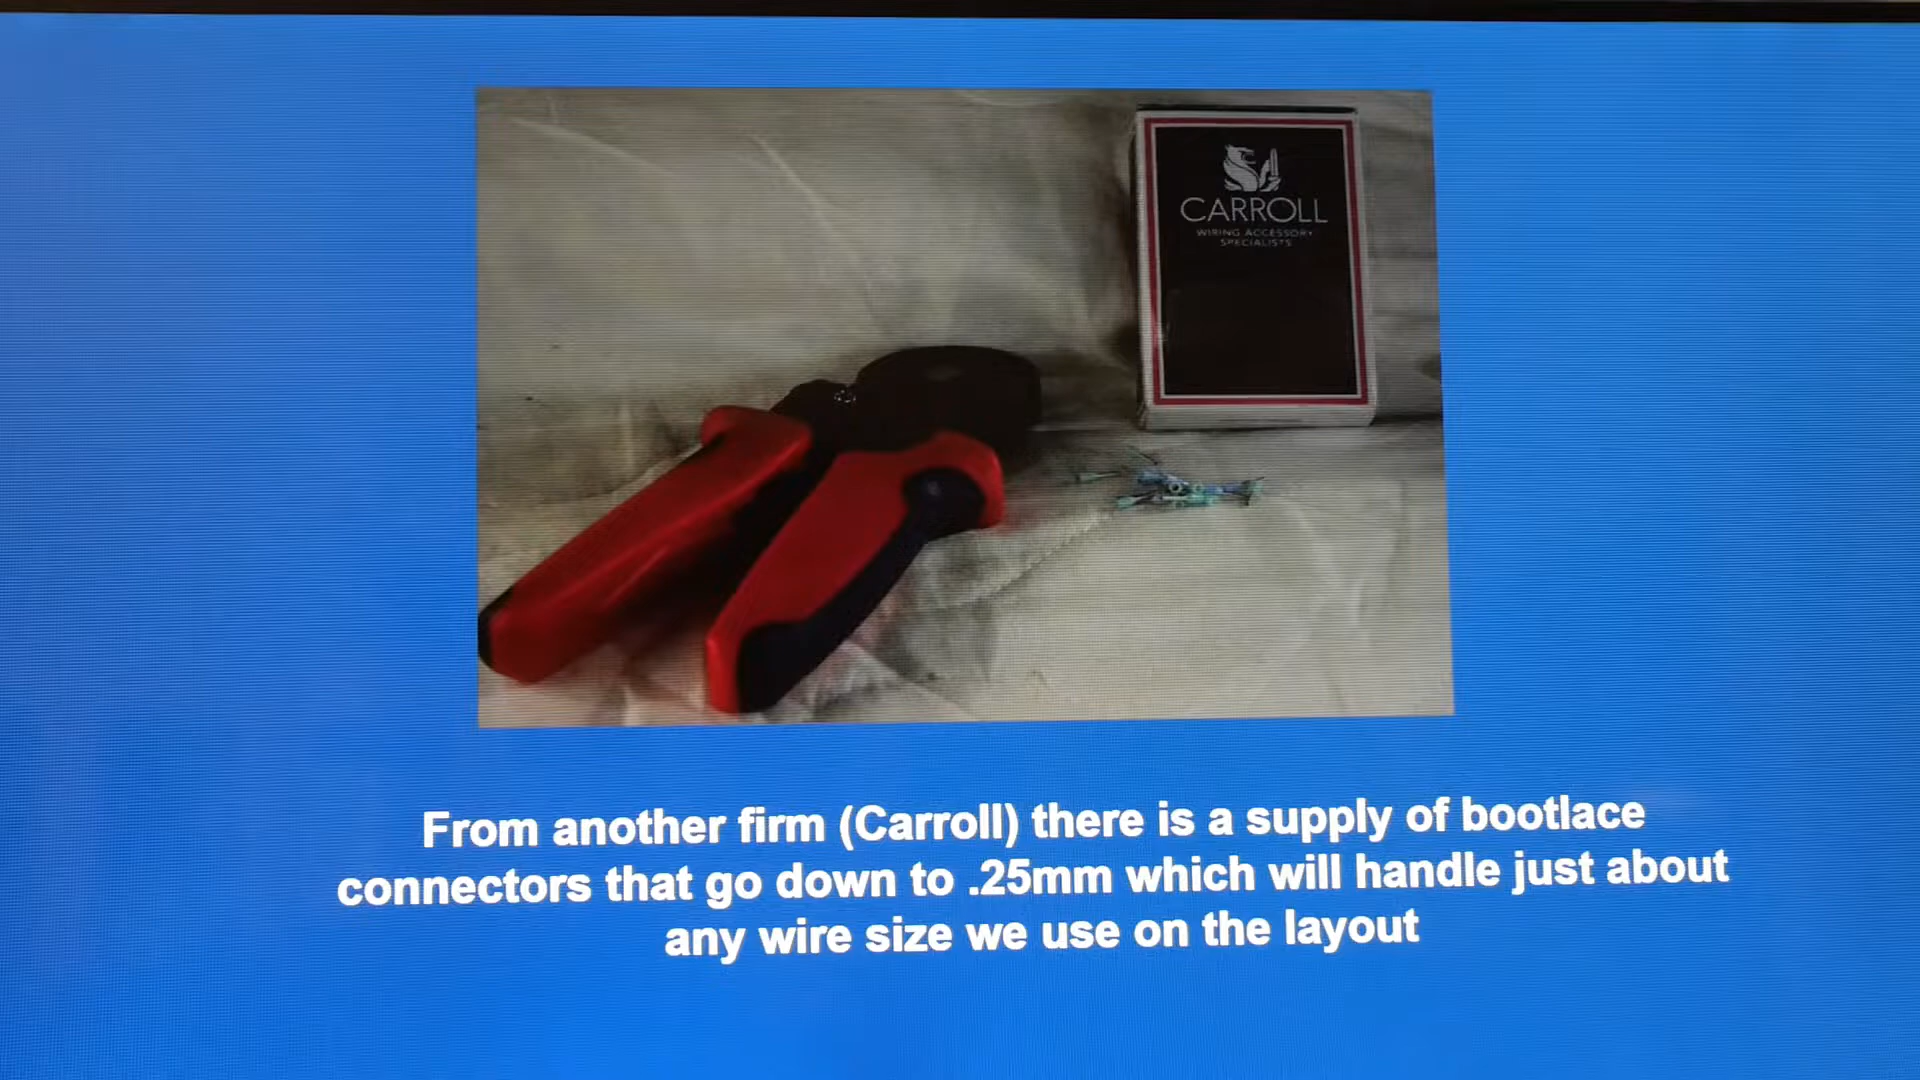 CARROLL
WIRING ACCESSORY
SPECIALISTS
From another firm (Carroll) there is a supply of bootlace
connectors that go down to .25mm which will handle just about
any wire size we use on the layout